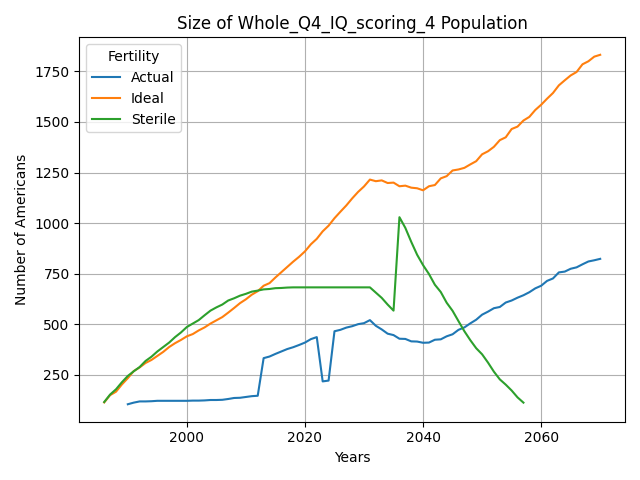 Size of Whole_Q4_IQ_scoring_4 Population
Fertility
Actual
Ideal
Sterile
Number of Americans
1750
1500
1250
1000
750
500
250
2000
2020
2040
2060
Years